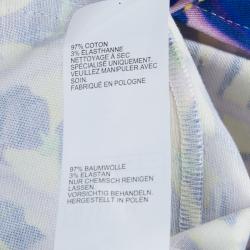 97% COTON
3% ELASTHANNE
NETTOYAGE A SEC
SPÉCIALISÉ UNIQUEMENT.
VEUILLEZ MANIPULER AVEC
SOIN.
FABRIQUÉ EN POLOGNE
97% BAUMWOLLE
3% ELASTAN
NUR CHEMISCH REINIGEN
LASSEN.
VORSICHTIG BEHANDELN.
HERGESTELLT IN POLEN